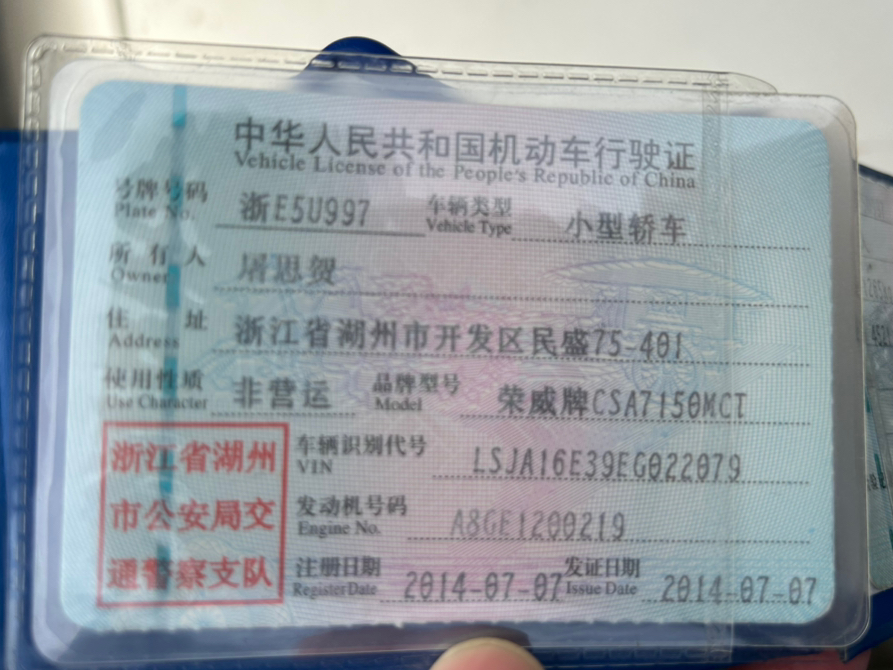 中华人民共和国机动车行驶证
Vehicle License of the People's Republic of China
号牌号码 浙E5U997 车辆类型 小型轿车
Plate No. Vehicle Type
所有人 屠思贺
Owner
住址 浙江省湖州市开发区民盛75-401
Address
使用性质 非营运 品牌型号 荣威牌CSA7150MCT
Use Character Model
浙江省湖州
市公安局交
通警察支队
车辆识别代号 LSJA16E39EG022079
VIN
发动机号码 A8GE1200219
Engine No.
注册日期 2014-07-07 发证日期 2014-07-07
Register Date Issue Date